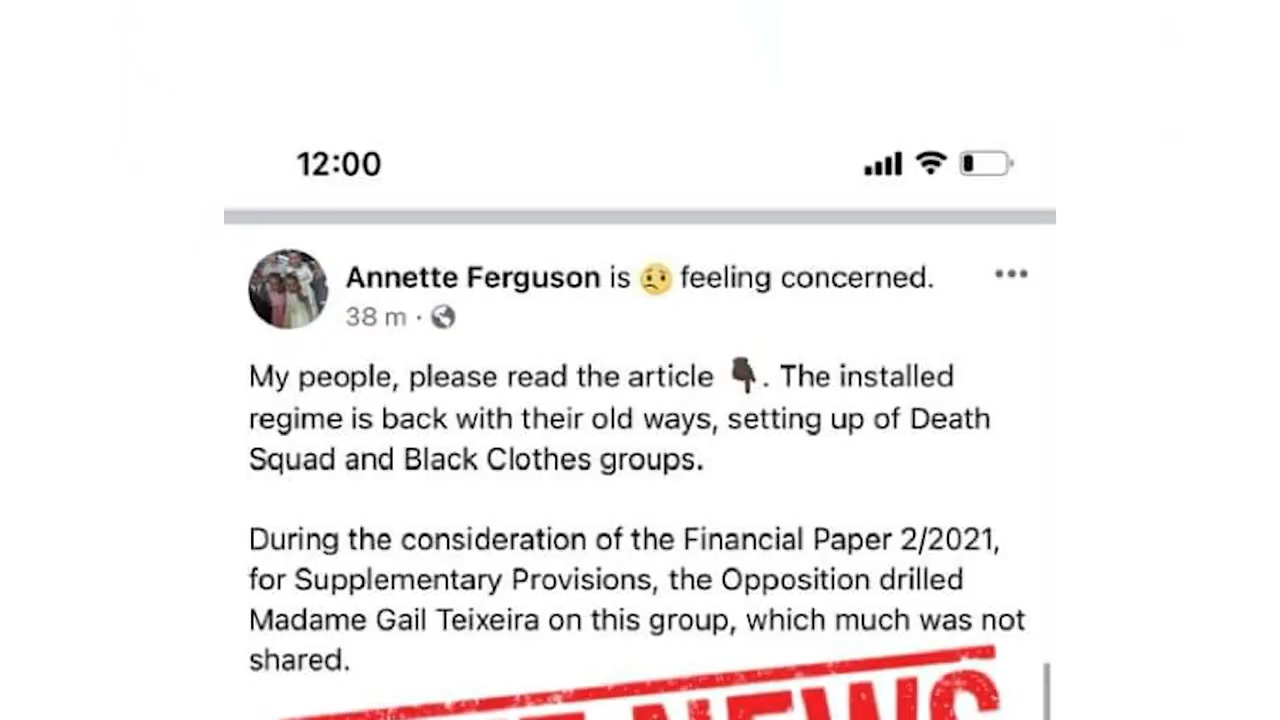 12:00
Annette Ferguson is 😟 feeling concerned.
38 m ·
My people, please read the article 👇🏿. The installed
regime is back with their old ways, setting up of Death
Squad and Black Clothes groups.
During the consideration of the Financial Paper 2/2021,
for Supplementary Provisions, the Opposition drilled
Madame Gail Teixeira on this group, which much was not
shared.
NEWS